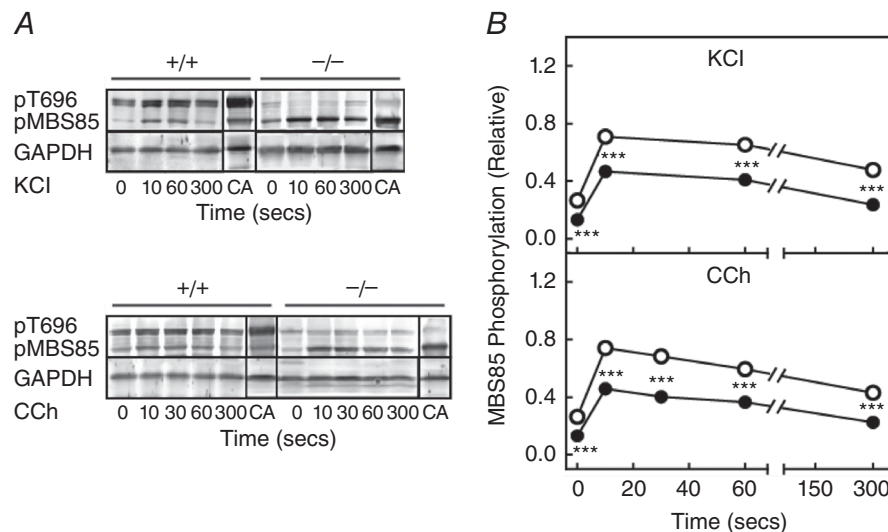 A
+/+ −/−
pT696
pMBS85
GAPDH
KCl 0 10 60 300 CA 0 10 60 300 CA
Time (secs)
+/+ −/−
pT696
pMBS85
GAPDH
CCh 0 10 30 60 300 CA 0 10 30 60 300 CA
Time (secs)
B
MBS85 Phosphorylation (Relative)
KCl
1.2
0.8
0.4
0.0
*** *** *** ***
CCh
1.2
0.8
0.4
0.0
*** *** *** *** ***
0 20 40 60 150 300
Time (secs)